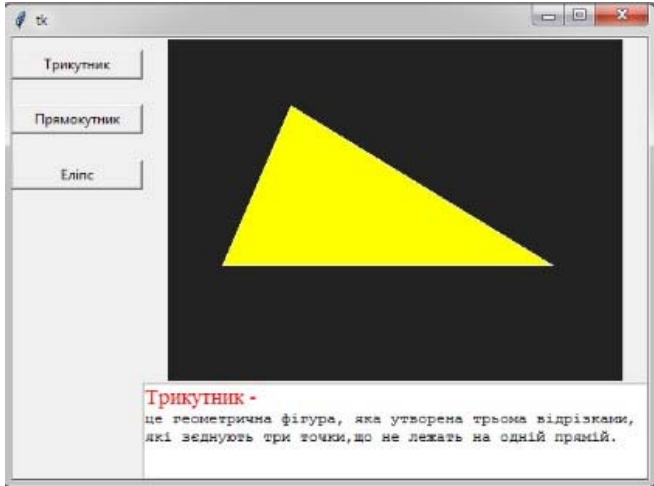 tk
Трикутник
Прямокутник
Еліпс
Трикутник -
це геометрична фігура, яка утворена трьома відрізками,
які зєднують три точки,що не лежать на одній прямій.